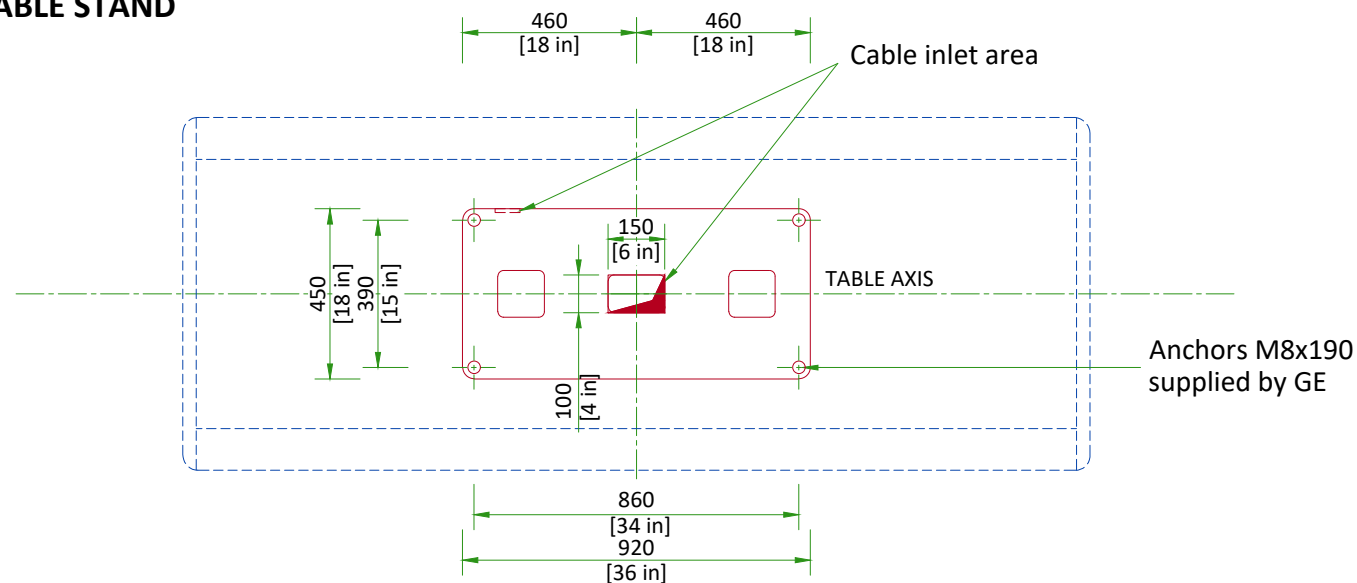 ABLE STAND
460
[18 in]
460
[18 in]
Cable inlet area
150
[6 in]
TABLE AXIS
450
[18 in]
390
[15 in]
100
[4 in]
Anchors M8x190
supplied by GE
860
[34 in]
920
[36 in]